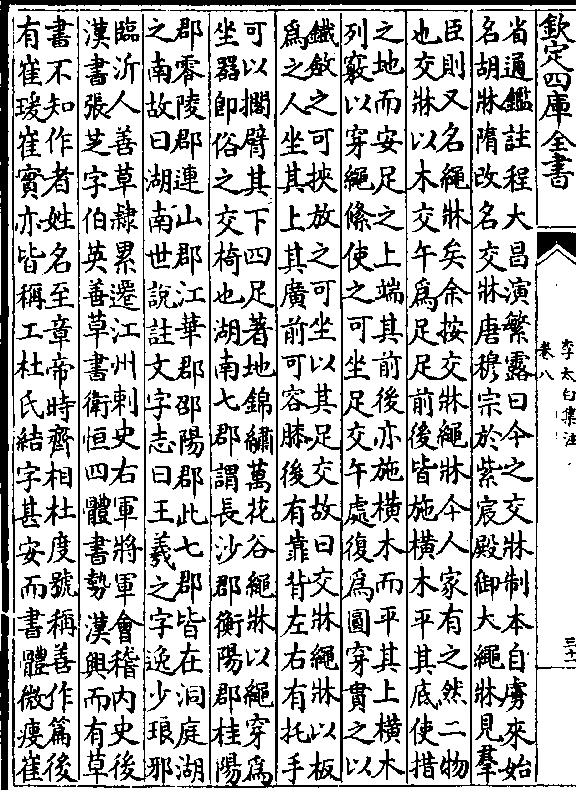 欽定四庫全書
李太白集注
卷八
三十一
省通鑑註程大昌演繁露曰今之交牀制本自虜來始
名胡牀隋改名交牀唐穆宗於紫宸殿御大繩牀見羣
臣則又名繩牀矣余按交牀繩牀今人家有之然二物
也交牀以木交午爲足足前後皆施橫木平其底使措
之地而安足之上端其前後亦施橫木而平其上橫木
列竅以穿繩絛使之可坐足交午處復爲圓穿貫之以
鐵斂之可挾放之可坐以其足交故曰交牀繩牀以板
爲之人坐其上其廣前可容膝後有靠背左右有托手
可以擱臂其下四足著地錦繡萬花谷繩牀以繩穿爲
坐器卽俗之交椅也湖南七郡謂長沙郡衡陽郡桂陽
郡零陵郡連山郡江華郡邵陽郡此七郡皆在洞庭湖
之南故曰湖南世說註文字志曰王羲之字逸少琅邪
臨沂人善草隸累遷江州刺史右軍將軍會稽内史後
漢書張芝字伯英善草書衛恒四體書勢漢興而有草
書不知作者姓名至章帝時齊相杜度號稱善作篇後
有崔瑗崔實亦皆稱工杜氏結字甚安而書體微瘦崔